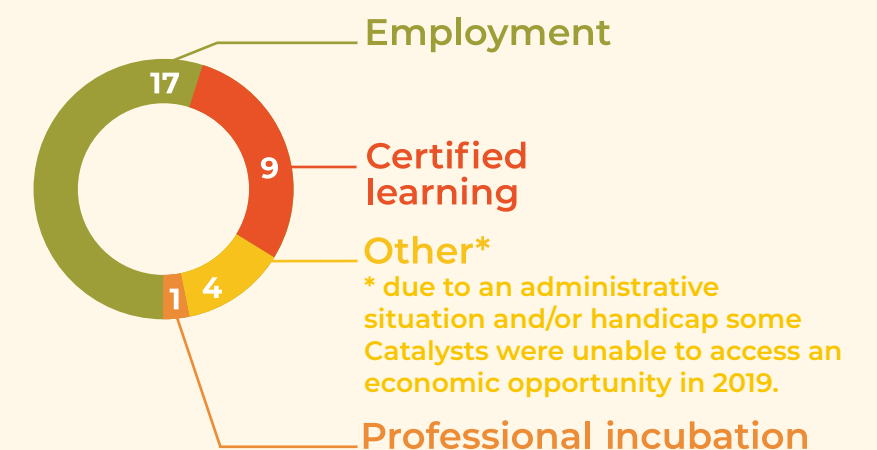 Employment
17
9
Certified
learning
Other*
* due to an administrative
situation and/or handicap some
Catalysts were unable to access an
economic opportunity in 2019.
4
1
Professional incubation